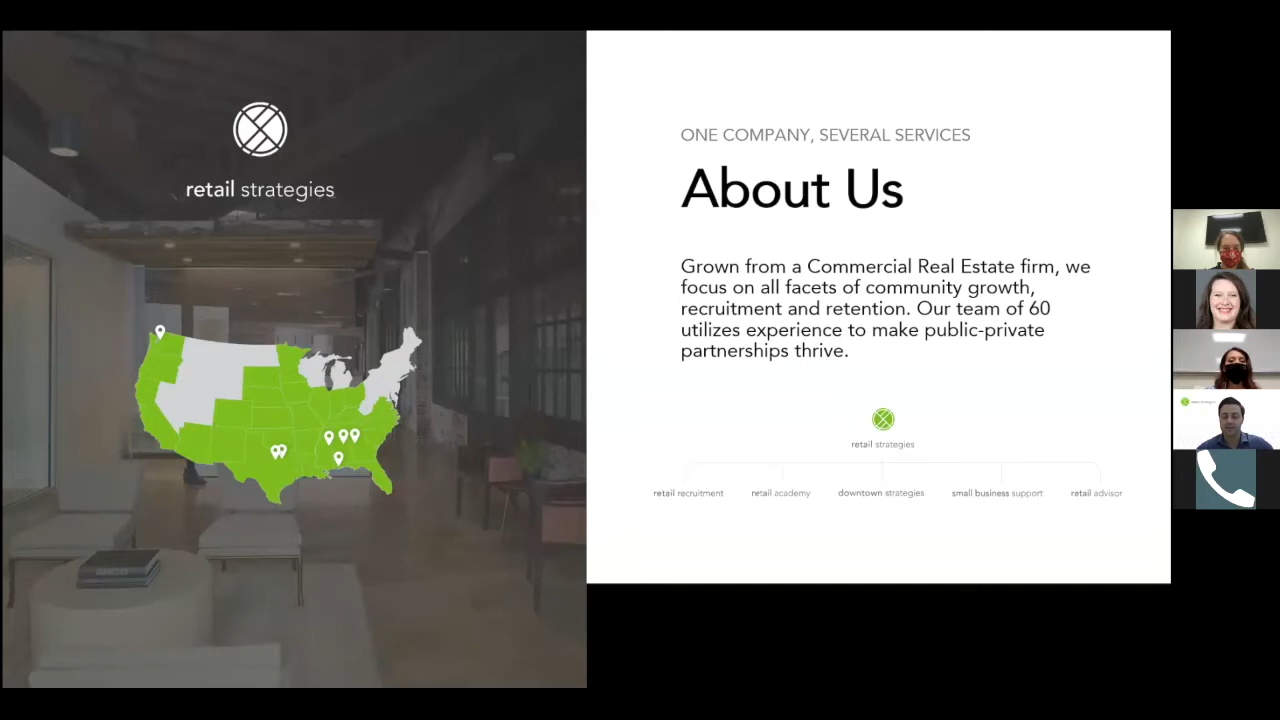 retail strategies
ONE COMPANY, SEVERAL SERVICES
About Us
Grown from a Commercial Real Estate firm, we
focus on all facets of community growth,
recruitment and retention. Our team of 60
utilizes experience to make public-private
partnerships thrive.
retail strategies
retail recruitment
retail academy
downtown strategies
small business support
retail advisor